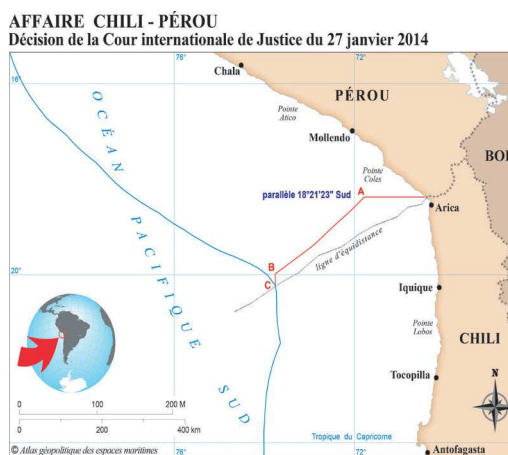 AFFAIRE CHILI - PÉROU
Décision de la Cour internationale de Justice du 27 janvier 2014
76°
72°
Chala
16°
PÉROU
OCÉAN PACIFIQUE SUD
Pointe
Atico
Mollendo
BOL
Pointe
Coles
parallèle 18°21'23" Sud
A
Arica
ligne d'équidistance
B
20°
C
Iquique
Pointe
Lobos
CHILI
Tocopilla
N
0 100 200 M
0 200 400 km
Tropique du Capricorne
© Atlas géopolitique des espaces maritimes
76°
72°
Antofagasta